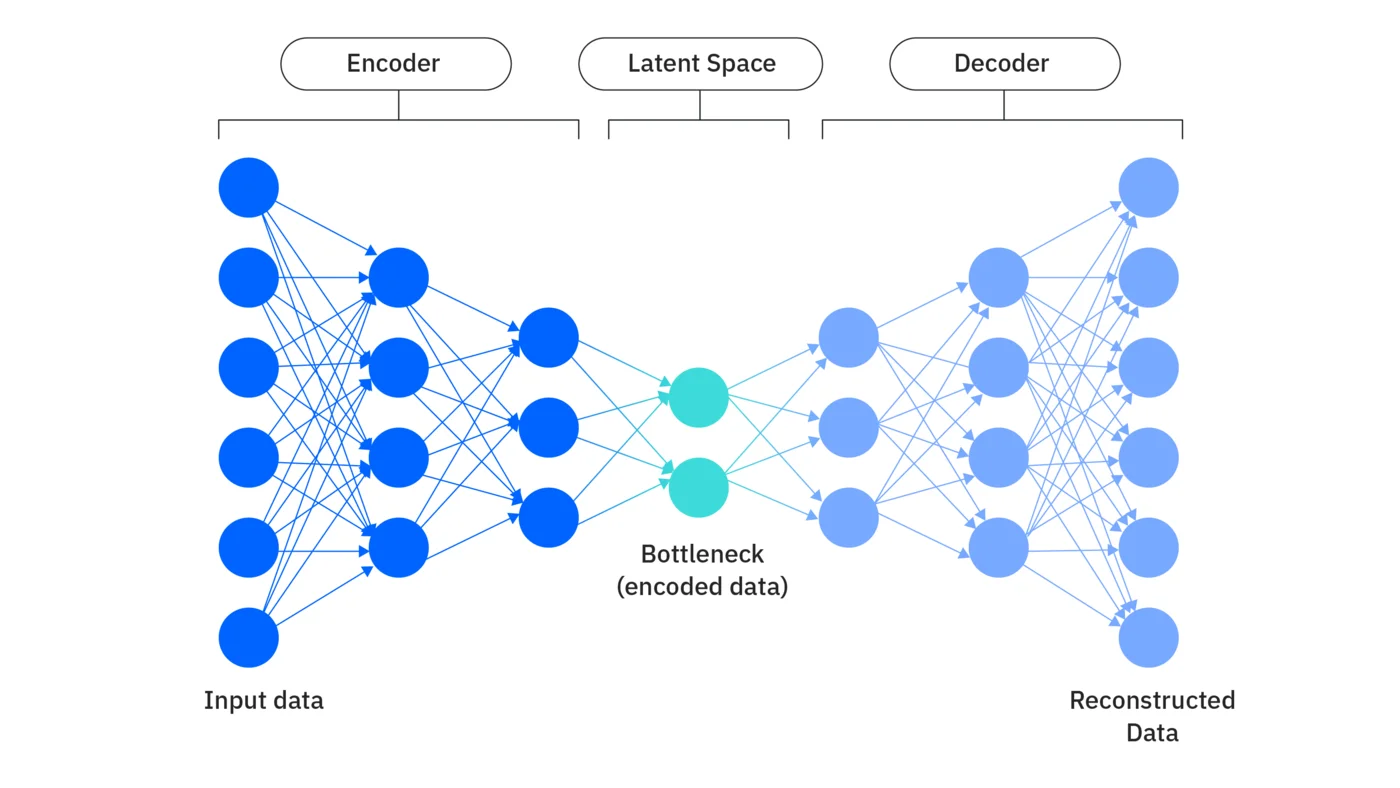 Encoder
Latent Space
Decoder
Bottleneck
(encoded data)
Input data
Reconstructed
Data